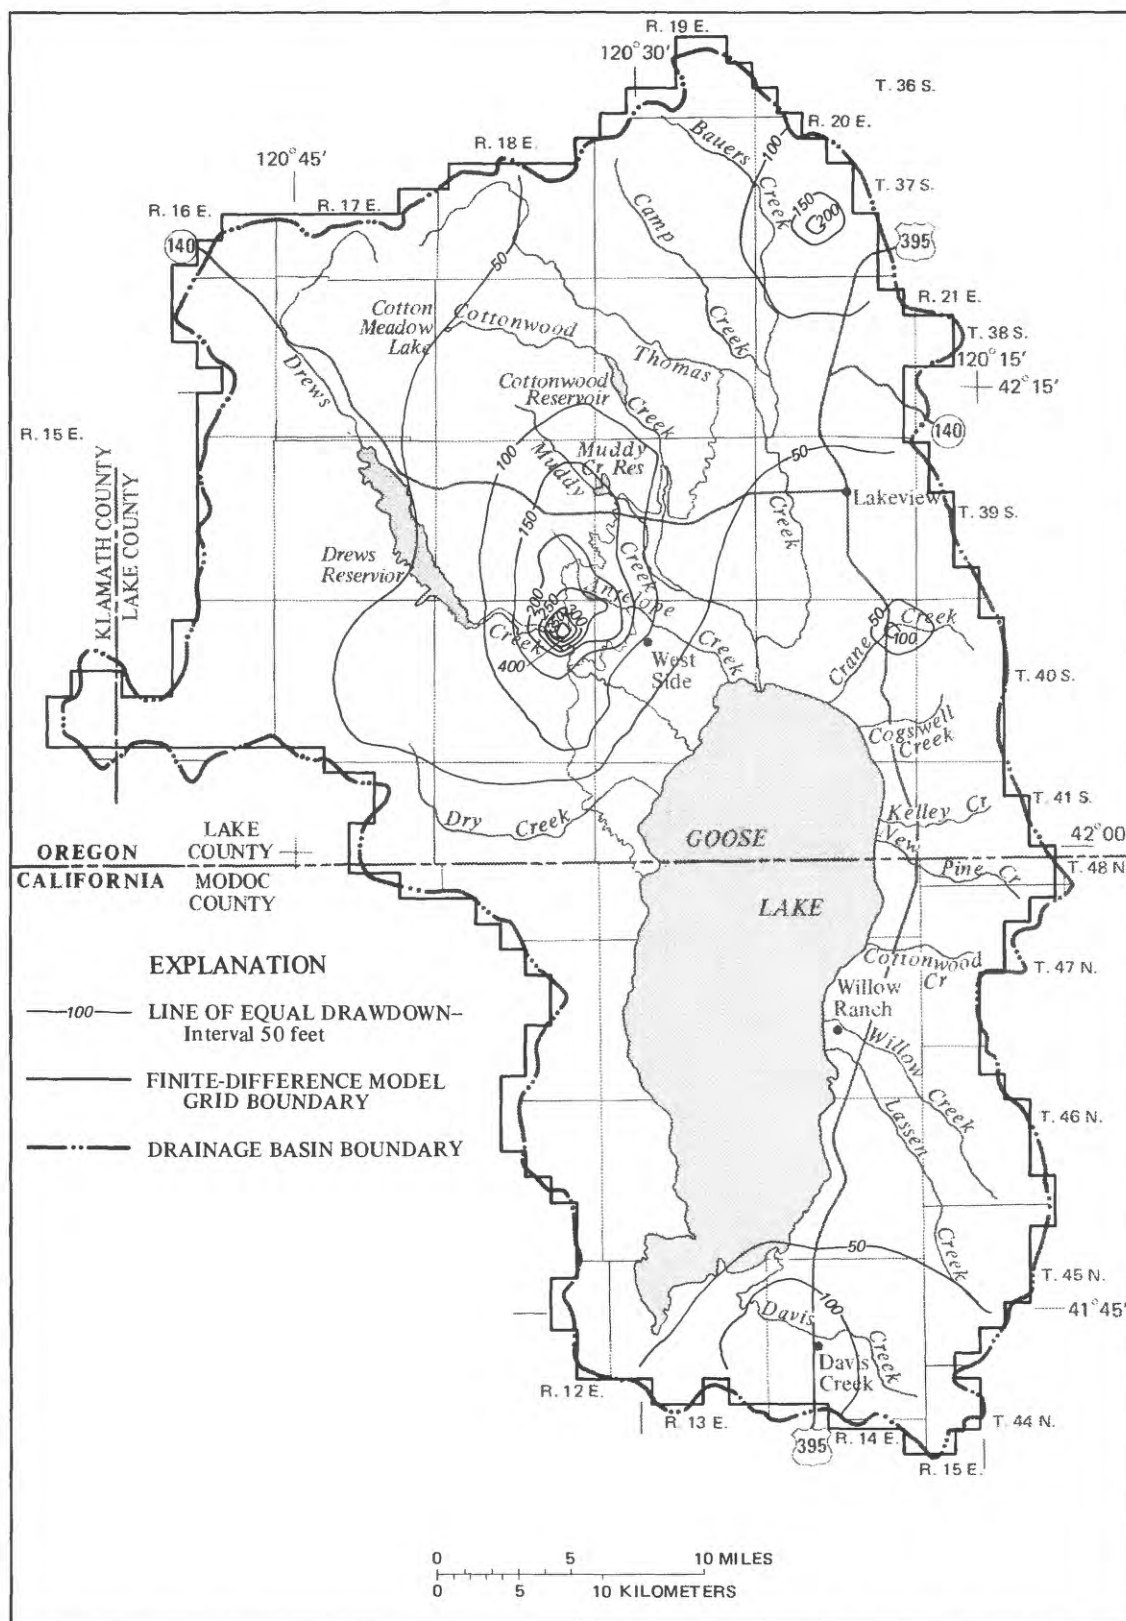 R. 19 E.
120°30′
T. 36 S.
R. 20 E.
100
Bauers
Creek
R. 18 E.
120°45′
T. 37 S.
R. 17 E.
R. 16 E.
150
200
Camp
Creek
395
140
50
R. 21 E.
Cotton
Meadow
Lake
Cottonwood
Creek
T. 38 S.
120°15′
42°15′
Drews
Thomas
Creek
Cottonwood
Reservoir
140
R. 15 E.
100
Muddy
Creek
Muddy
Cr. Res
50
Lakeview
T. 39 S.
150
KLAMATH COUNTY
LAKE COUNTY
Drews
Reservior
200
250
300
350
400
Antelope
Creek
Creek
50
100
Crane
Creek
West
Side
T. 40 S.
Cogswell
Creek
Kelley Cr
T. 41 S.
Dry Creek
GOOSE
LAKE
New
Pine Cr
42°00
OREGON
LAKE
COUNTY
CALIFORNIA
MODOC
COUNTY
T. 48 N.
Cottonwood
Cr
T. 47 N.
EXPLANATION
100
LINE OF EQUAL DRAWDOWN–
Interval 50 feet
FINITE-DIFFERENCE MODEL
GRID BOUNDARY
DRAINAGE BASIN BOUNDARY
Willow
Ranch
Willow
Creek
Lassen
Creek
T. 46 N.
50
T. 45 N.
41°45′
100
Davis
Creek
Davis
Creek
R. 12 E.
R. 13 E.
395
R. 14 E.
T. 44 N.
R. 15 E.
0 5 10 MILES
0 5 10 KILOMETERS